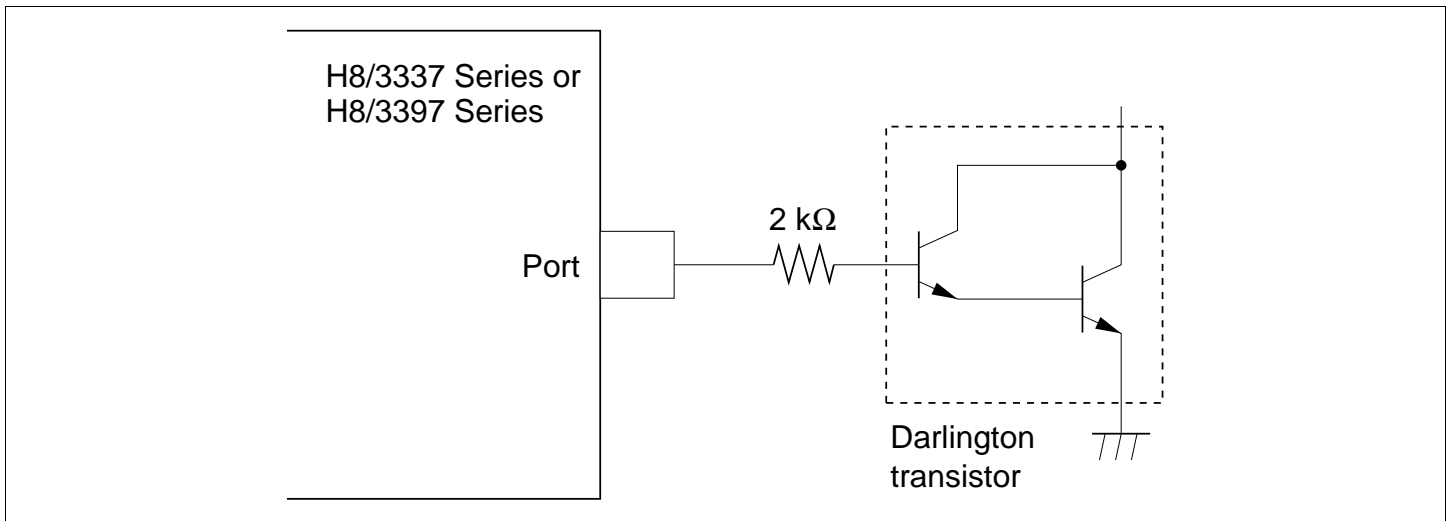 H8/3337 Series or
H8/3397 Series
2 kΩ
Port
Darlington
transistor